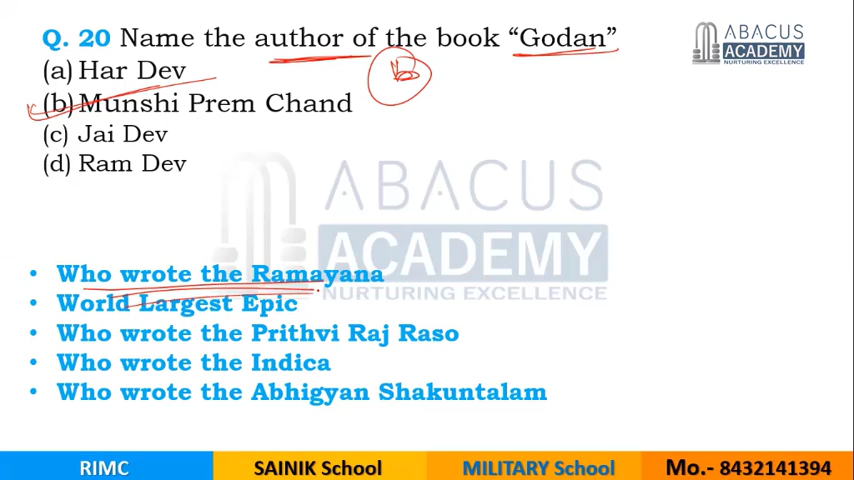 Q. 20 Name the author of the book “Godan”
(a) Har Dev
(b) Munshi Prem Chand
(c) Jai Dev
(d) Ram Dev
b
ABACUS
ACADEMY
NURTURING EXCELLENCE
ABACUS
ACADEMY
NURTURING EXCELLENCE
• Who wrote the Ramayana
• World Largest Epic
• Who wrote the Prithvi Raj Raso
• Who wrote the Indica
• Who wrote the Abhigyan Shakuntalam
RIMC
SAINIK School
MILITARY School
Mo.- 8432141394